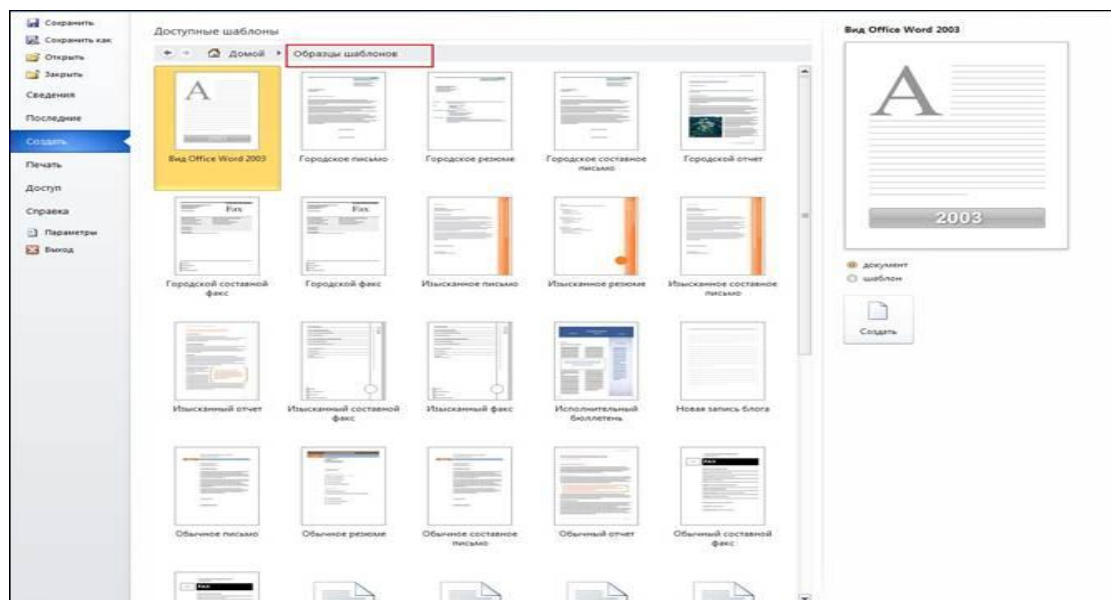 Сохранить
Сохранить как
Открыть
Закрыть
Сведения
Последние
Создать
Печать
Доступ
Справка
Параметры
Выход
Доступные шаблоны
Домой
Образцы шаблонов
Вид Office Word 2003
Городское письмо
Городское резюме
Городское составное
письмо
Городской отчет
Fax
Fax
Городской составной
факс
Городской факс
Изысканное письмо
Изысканное резюме
Изысканное составное
письмо
Изысканный отчет
Изысканный составной
факс
Изысканный факс
Исполнительный
бюллетень
Новая запись блога
Обычное письмо
Обычное резюме
Обычное составное
письмо
Обычный отчет
Обычный составной
факс
Вид Office Word 2003
A
2003
документ
шаблон
Создать